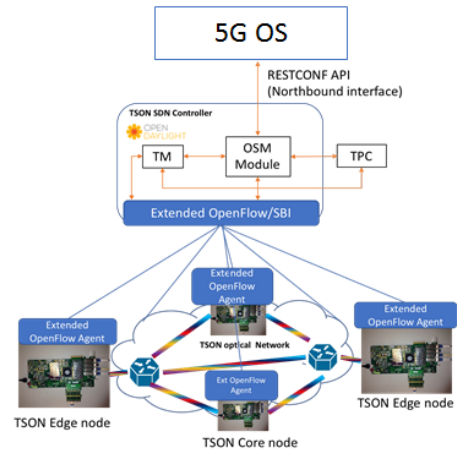 5G OS
RESTCONF API
(Northbound interface)
TSON SDN Controller
OPEN
DAYLIGHT
TM
OSM
Module
TPC
Extended OpenFlow/SBI
Extended
OpenFlow
Agent
Extended
OpenFlow Agent
Extended
OpenFlow Agent
TSON optical Network
Ext OpenFlow
Agent
TSON Edge node
TSON Edge node
TSON Core node